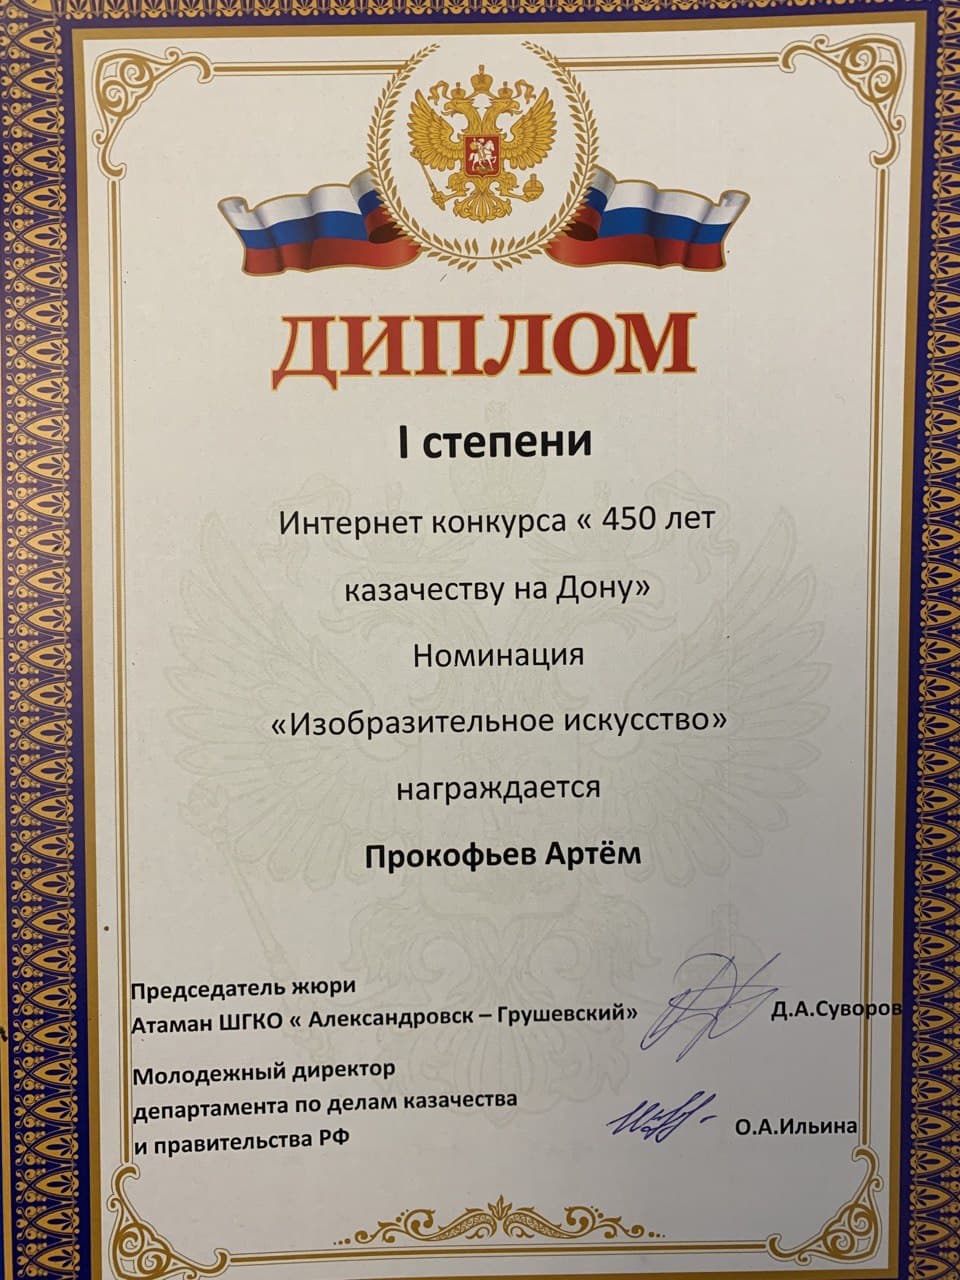 ДИПЛОМ
I степени
Интернет конкурса « 450 лет
казачеству на Дону»
Номинация
«Изобразительное искусство»
награждается
Прокофьев Артём
Председатель жюри
Атаман ШГКО « Александровск – Грушевский» Д.А.Суворов
Молодежный директор
департамента по делам казачества
и правительства РФ О.А.Ильина